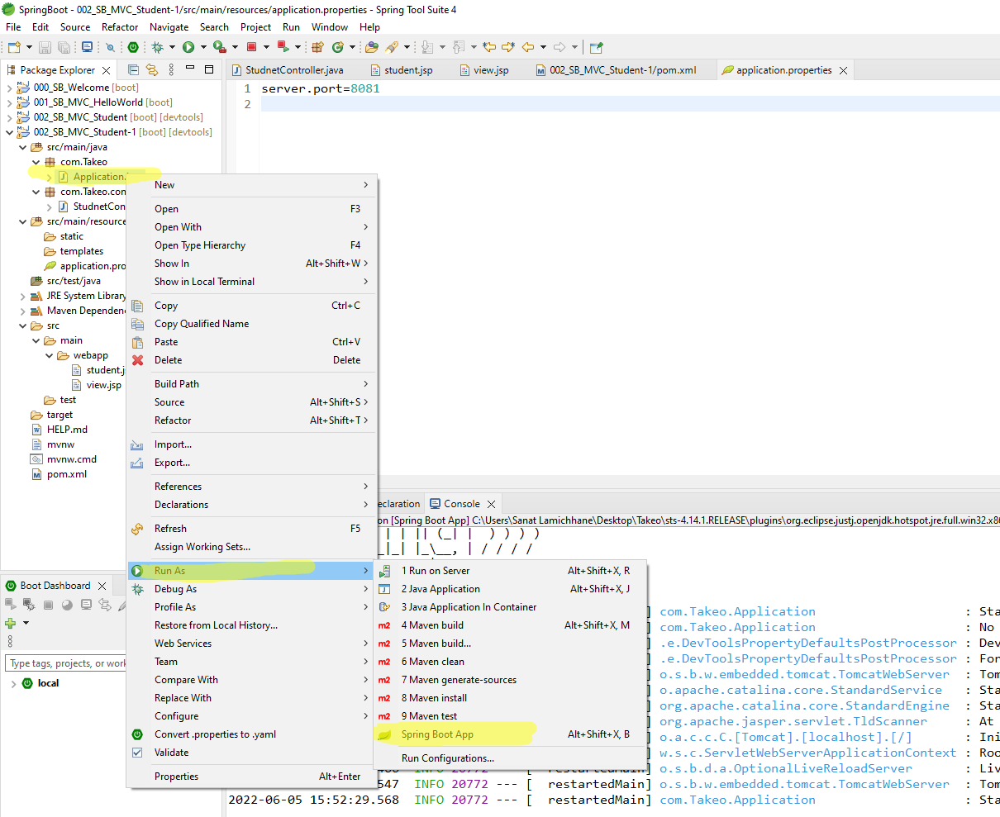 SpringBoot - 002_SB_MVC_Student-1/src/main/resources/application.properties - Spring Tool Suite 4
File Edit Source Refactor Navigate Search Project Run Window Help
Package Explorer
000_SB_Welcome [boot]
001_SB_MVC_HelloWorld [boot]
002_SB_MVC_Student [boot] [devtools]
002_SB_MVC_Student-1 [boot] [devtools]
src/main/java
com.Takeo
Application.
com.Takeo.con
StudnetCon
src/main/resource
static
templates
application.pro
src/test/java
JRE System Library
Maven Dependenc
src
main
webapp
student.j
view.jsp
test
target
HELP.md
mvnw
mvnw.cmd
pom.xml
StudnetController.java student.jsp view.jsp 002_SB_MVC_Student-1/pom.xml application.properties
1 server.port=8081
2
New
Open F3
Open With
Open Type Hierarchy F4
Show In Alt+Shift+W
Show in Local Terminal
Copy Ctrl+C
Copy Qualified Name
Paste Ctrl+V
Delete Delete
Build Path
Source Alt+Shift+S
Refactor Alt+Shift+T
Import...
Export...
References
Declarations
Refresh F5
Assign Working Sets...
Run As
Debug As
Profile As
Restore from Local History...
Web Services
Team
Compare With
Replace With
Configure
Convert .properties to .yaml
Validate
Properties Alt+Enter
1 Run on Server Alt+Shift+X, R
2 Java Application Alt+Shift+X, J
3 Java Application In Container
m2 4 Maven build Alt+Shift+X, M
m2 5 Maven build...
m2 6 Maven clean
m2 7 Maven generate-sources
m2 8 Maven install
m2 9 Maven test
Spring Boot App Alt+Shift+X, B
Run Configurations...
Boot Dashboard
Type tags, projects, or work
local
eclaration Console
on [Spring Boot App] C:\Users\Sanat Lamichhane\Desktop\Takeo\sts-4.14.1.RELEASE\plugins\org.eclipse.justj.openjdk.hotspot.jre.full.win32.x8
| | || (_| | ) ) ) )
_|_| |_\__, | / / / /
] com.Takeo.Application : Sta
] com.Takeo.Application : No
] .e.DevToolsPropertyDefaultsPostProcessor : Dev
] .e.DevToolsPropertyDefaultsPostProcessor : For
] o.s.b.w.embedded.tomcat.TomcatWebServer : Tom
] o.apache.catalina.core.StandardService : Sta
] org.apache.catalina.core.StandardEngine : Sta
] org.apache.jasper.servlet.TldScanner : At
] o.a.c.c.C.[Tomcat].[localhost].[/] : Ini
] w.s.c.ServletWebServerApplicationContext : Roo
INFO 20772 --- [ restartedMain] o.s.b.d.a.OptionalLiveReloadServer : Liv
547 INFO 20772 --- [ restartedMain] o.s.b.w.embedded.tomcat.TomcatWebServer : Tom
2022-06-05 15:52:29.568 INFO 20772 --- [ restartedMain] com.Takeo.Application : Sta